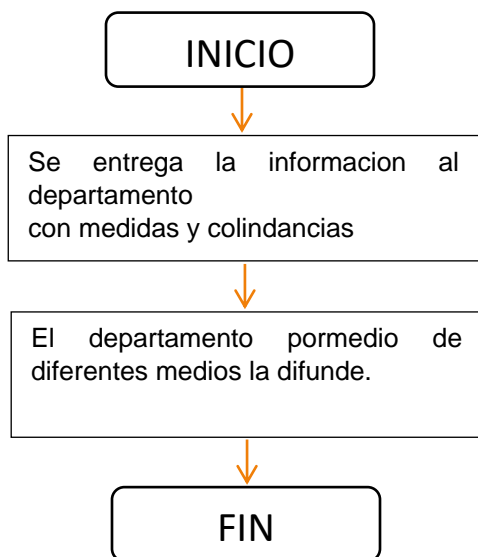 INICIO
Se entrega la informacion al
departamento
con medidas y colindancias
El departamento pormedio de
diferentes medios la difunde.
FIN